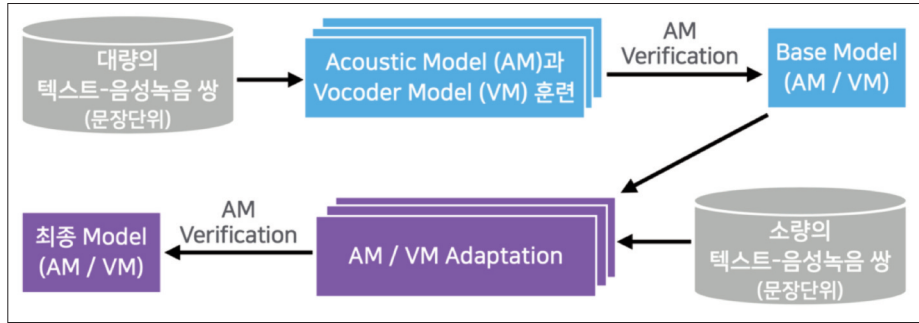 대량의
텍스트-음성녹음 쌍
(문장단위)
Acoustic Model (AM)과
Vocoder Model (VM) 훈련
AM
Verification
Base Model
(AM / VM)
최종 Model
(AM / VM)
AM
Verification
AM / VM Adaptation
소량의
텍스트-음성녹음 쌍
(문장단위)